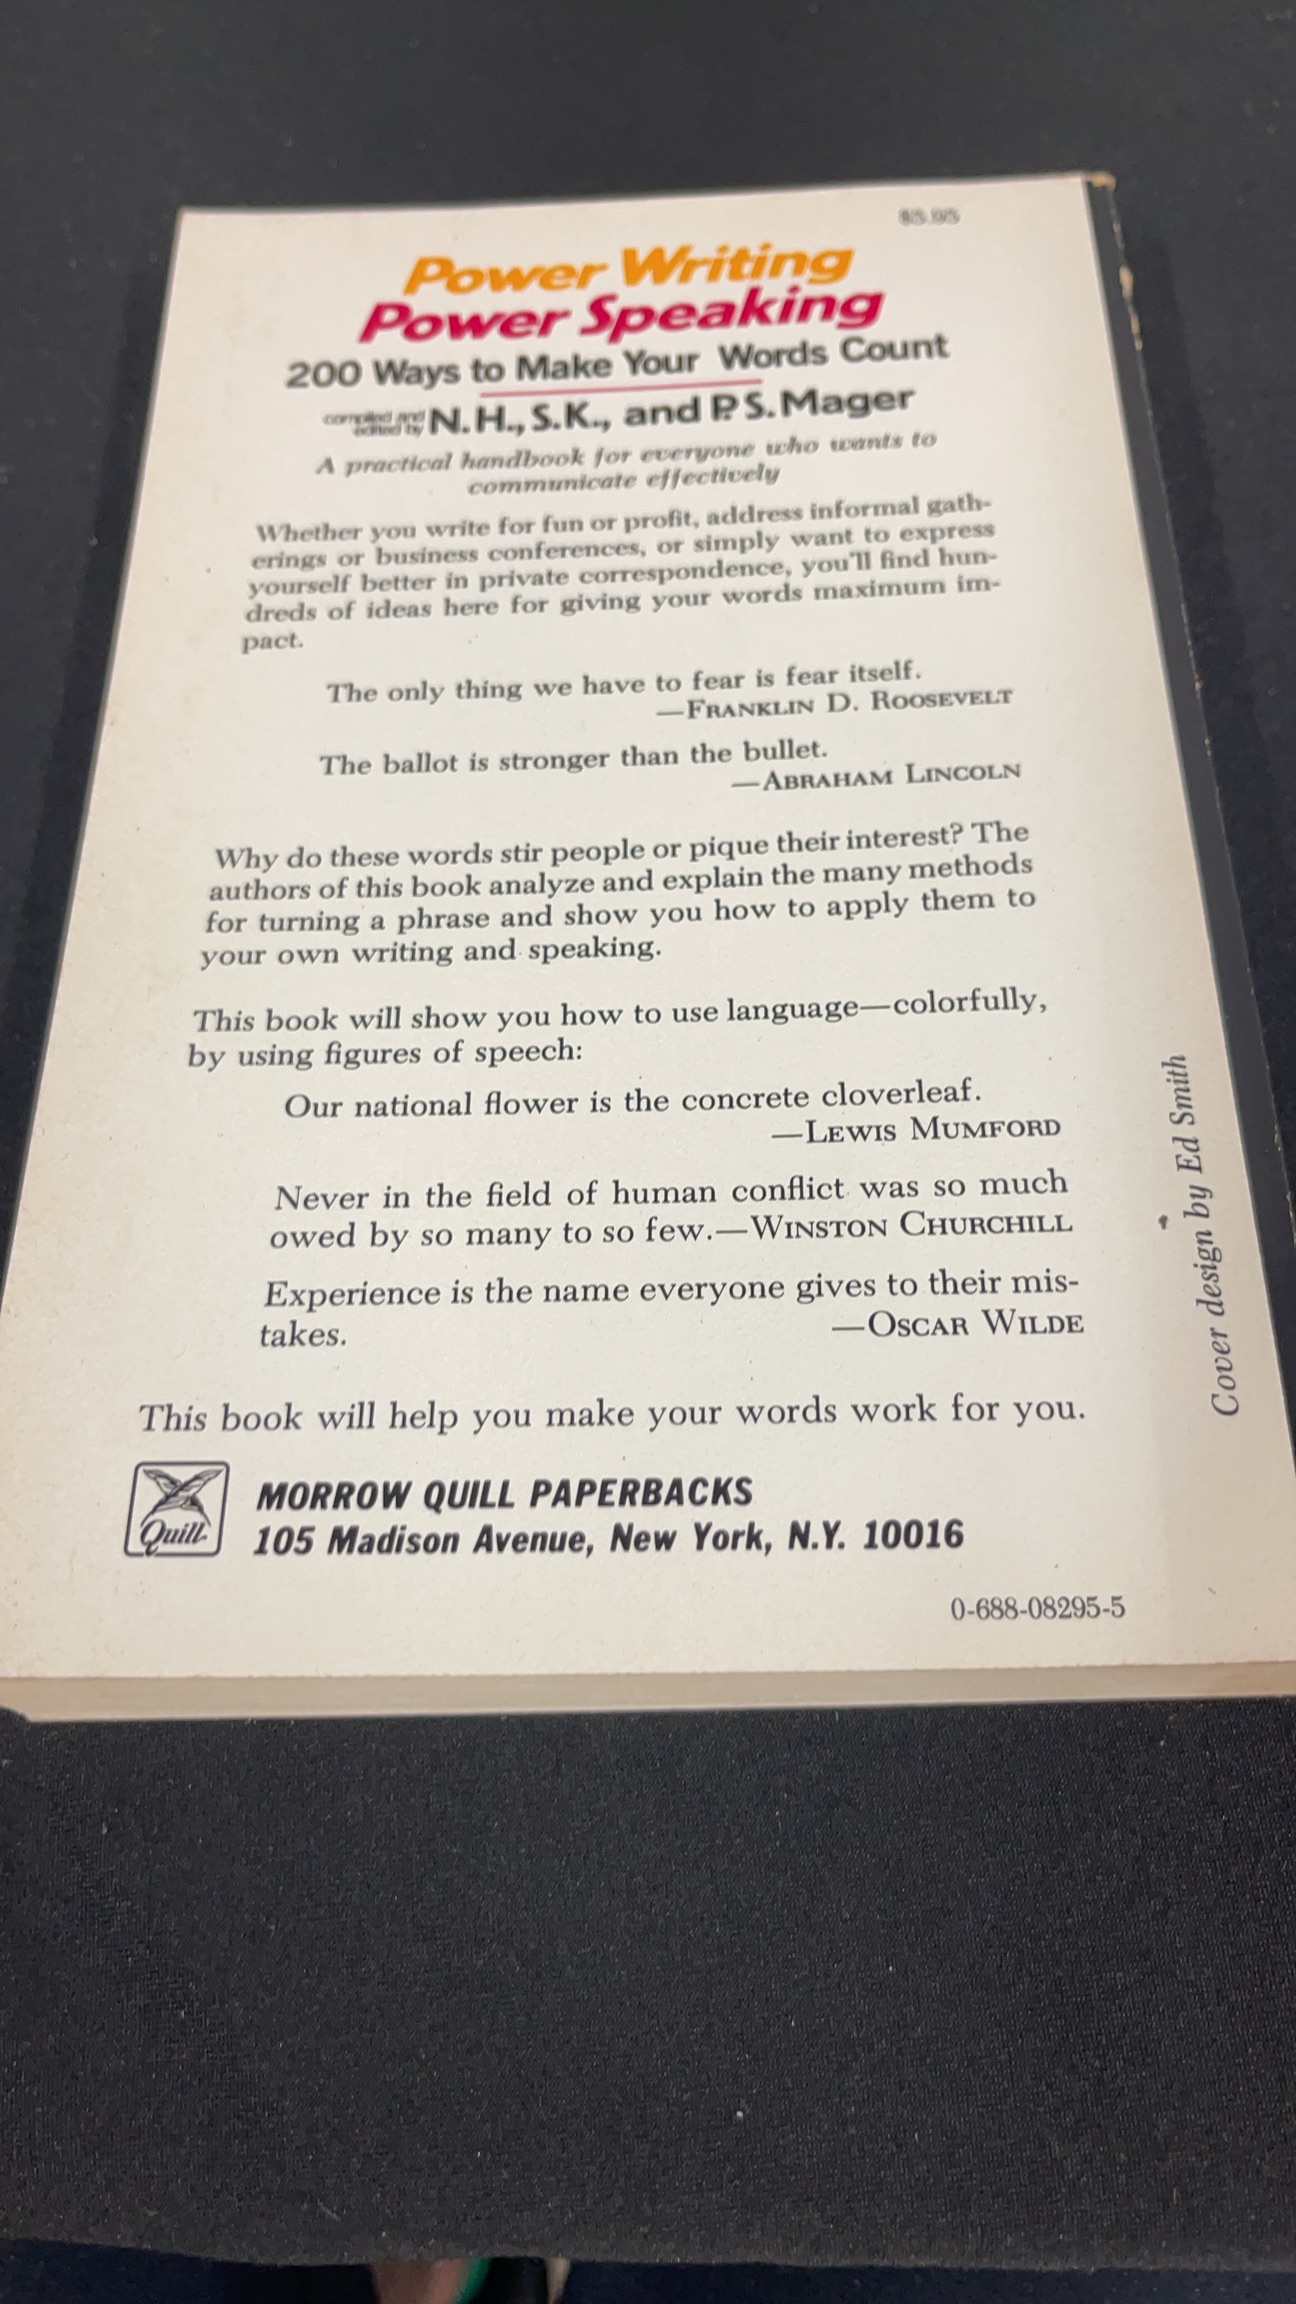 $5.95
Power Writing
Power Speaking
200 Ways to Make Your Words Count
compiled and
edited by N.H., S.K., and P.S. Mager
A practical handbook for everyone who wants to
communicate effectively
Whether you write for fun or profit, address informal gath-
erings or business conferences, or simply want to express
yourself better in private correspondence, you'll find hun-
dreds of ideas here for giving your words maximum im-
pact.
The only thing we have to fear is fear itself.
—FRANKLIN D. ROOSEVELT
The ballot is stronger than the bullet.
—ABRAHAM LINCOLN
Why do these words stir people or pique their interest? The
authors of this book analyze and explain the many methods
for turning a phrase and show you how to apply them to
your own writing and speaking.
This book will show you how to use language—colorfully,
by using figures of speech:
Our national flower is the concrete cloverleaf.
—LEWIS MUMFORD
Never in the field of human conflict was so much
owed by so many to so few.—WINSTON CHURCHILL
Experience is the name everyone gives to their mis-
takes. —OSCAR WILDE
This book will help you make your words work for you.
Quill
MORROW QUILL PAPERBACKS
105 Madison Avenue, New York, N.Y. 10016
0-688-08295-5
Cover design by Ed Smith